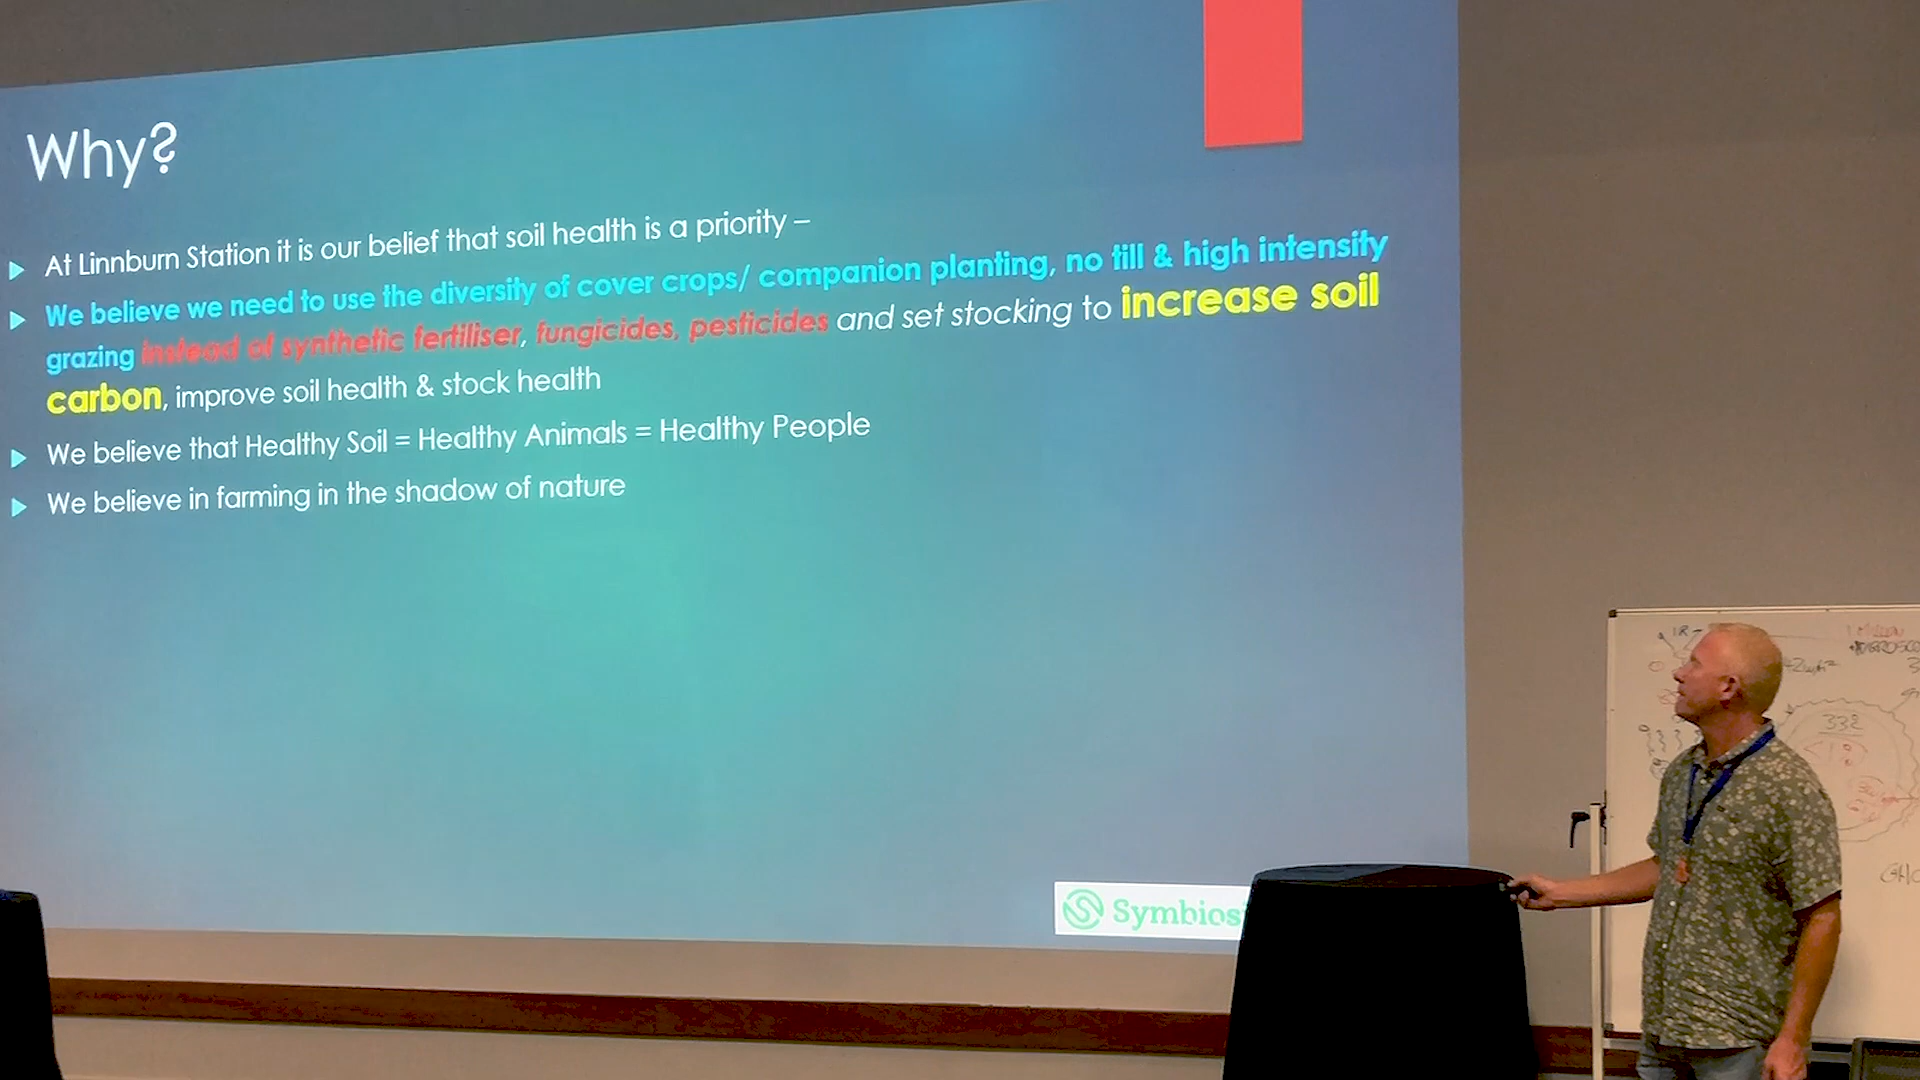 Why?
At Linnburn Station it is our belief that soil health is a priority –
We believe we need to use the diversity of cover crops/ companion planting, no till & high intensity
grazing instead of synthetic fertiliser, fungicides, pesticides and set stocking to increase soil
carbon, improve soil health & stock health
We believe that Healthy Soil = Healthy Animals = Healthy People
We believe in farming in the shadow of nature
Symbiosi
IR
332